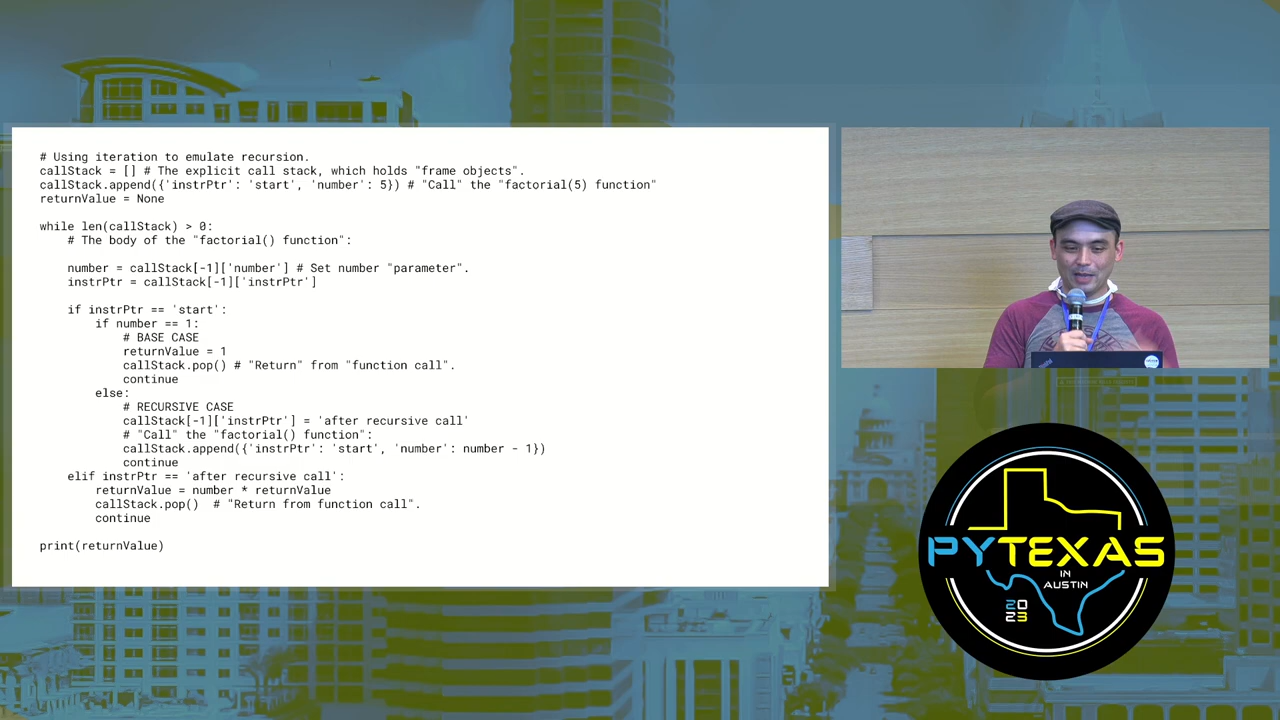 # Using iteration to emulate recursion.
callStack = [] # The explicit call stack, which holds "frame objects".
callStack.append({'instrPtr': 'start', 'number': 5}) # "Call" the "factorial(5) function"
returnValue = None

while len(callStack) > 0:
    # The body of the "factorial() function":

    number = callStack[-1]['number'] # Set number "parameter".
    instrPtr = callStack[-1]['instrPtr']

    if instrPtr == 'start':
        if number == 1:
            # BASE CASE
            returnValue = 1
            callStack.pop() # "Return" from "function call".
            continue
        else:
            # RECURSIVE CASE
            callStack[-1]['instrPtr'] = 'after recursive call'
            # "Call" the "factorial() function":
            callStack.append({'instrPtr': 'start', 'number': number - 1})
            continue
    elif instrPtr == 'after recursive call':
        returnValue = number * returnValue
        callStack.pop()  # "Return from function call".
        continue

print(returnValue)
PYTEXAS
IN
AUSTIN
20
23